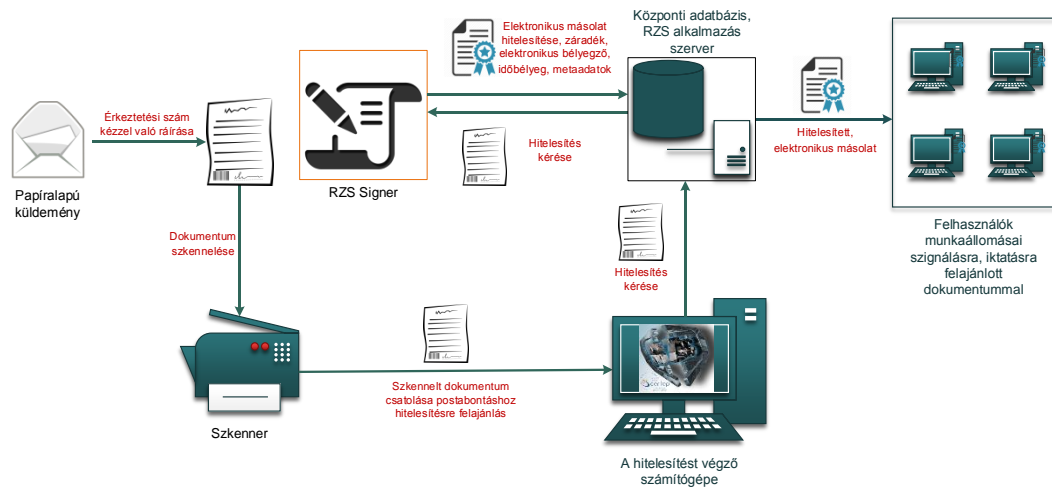 Elektronikus másolat
hitelesítése, záradék,
elektronikus bélyegző,
időbélyeg, metaadatok
Központi adatbázis,
RZS alkalmazás
szerver
Érkeztetési szám
kézzel való ráírása
Papíralapú
küldemény
RZS Signer
Hitelesítés
kérése
Hitelesített,
elektronikus másolat
Felhasználók
munkaállomásai
szignálásra, iktatásra
felajánlott
dokumentummal
Dokumentum
szkennelése
Hitelesítés
kérése
Szkennelt dokumentum
csatolása postabontáshoz
hitelesítésre felajánlás
Szkenner
A hitelesítést végző
számítógépe